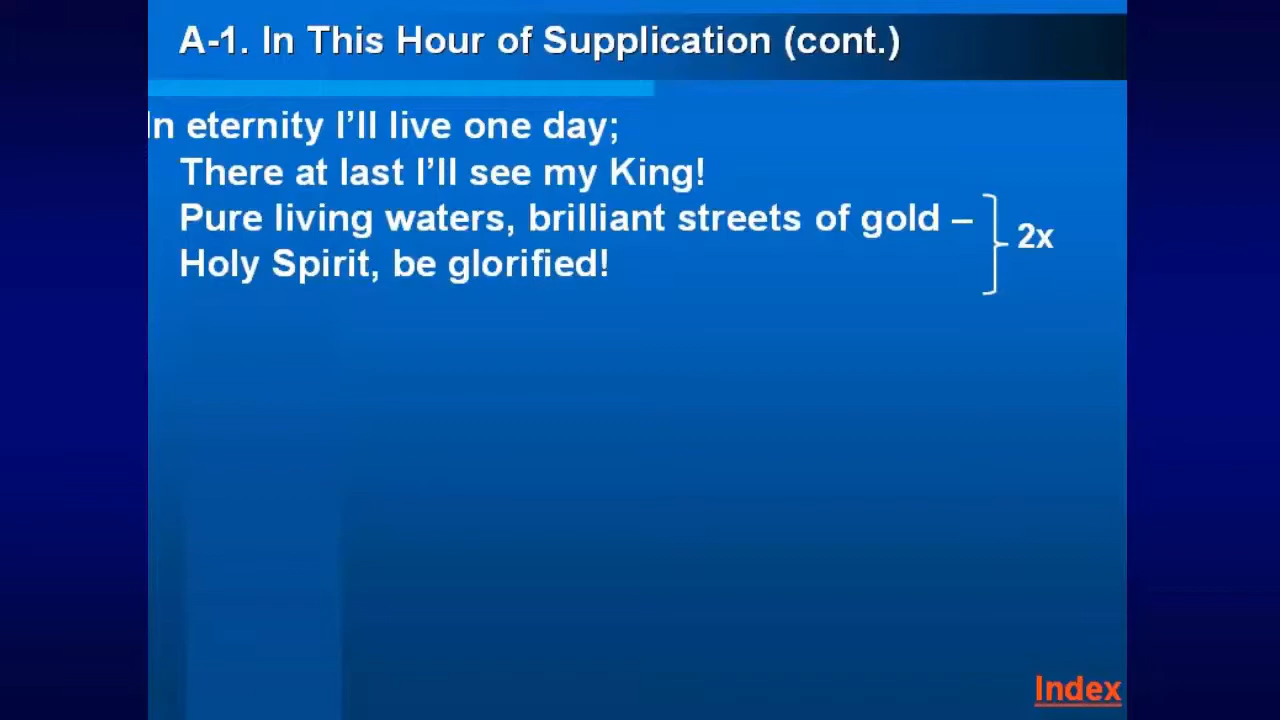 A-1. In This Hour of Supplication (cont.)
In eternity I’ll live one day;
There at last I’ll see my King!
Pure living waters, brilliant streets of gold –
Holy Spirit, be glorified!
2x
Index